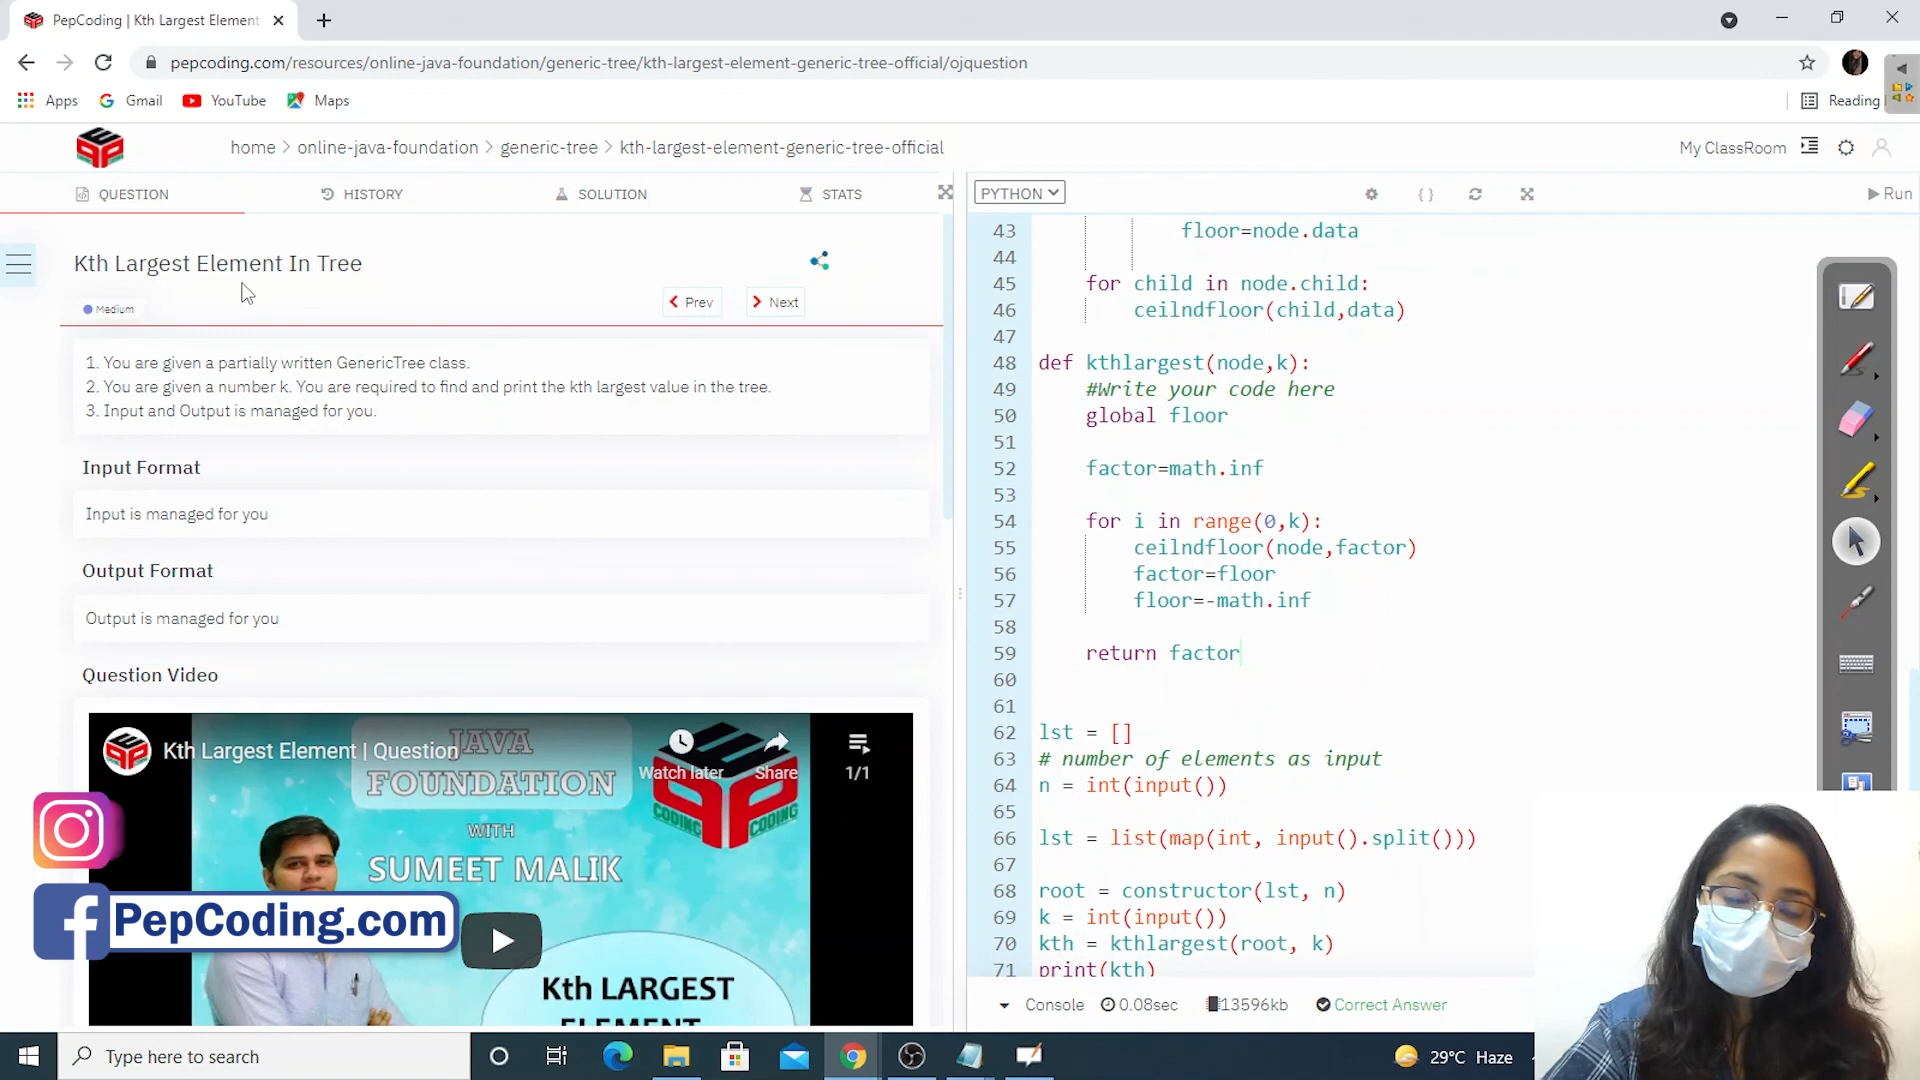 PepCoding | Kth Largest Element
pepcoding.com/resources/online-java-foundation/generic-tree/kth-largest-element-generic-tree-official/ojquestion
Apps Gmail YouTube Maps Reading
home > online-java-foundation > generic-tree > kth-largest-element-generic-tree-official
My ClassRoom
QUESTION HISTORY SOLUTION STATS
Kth Largest Element In Tree
Medium
Prev Next
1. You are given a partially written GenericTree class.
2. You are given a number k. You are required to find and print the kth largest value in the tree.
3. Input and Output is managed for you.
Input Format
Input is managed for you
Output Format
Output is managed for you
Question Video
Kth Largest Element | Question
Watch later Share 1/1
JAVA
FOUNDATION
WITH
SUMEET MALIK
CODING CODING
Kth LARGEST
ELEMENT
PepCoding.com
PYTHON Run
43 floor=node.data
44
45 for child in node.child:
46 ceilndfloor(child,data)
47
48 def kthlargest(node,k):
49 #Write your code here
50 global floor
51
52 factor=math.inf
53
54 for i in range(0,k):
55 ceilndfloor(node,factor)
56 factor=floor
57 floor=-math.inf
58
59 return factor
60
61
62 lst = []
63 # number of elements as input
64 n = int(input())
65
66 lst = list(map(int, input().split()))
67
68 root = constructor(lst, n)
69 k = int(input())
70 kth = kthlargest(root, k)
71 print(kth)
Console 0.08sec 13596kb Correct Answer
Type here to search
29°C Haze